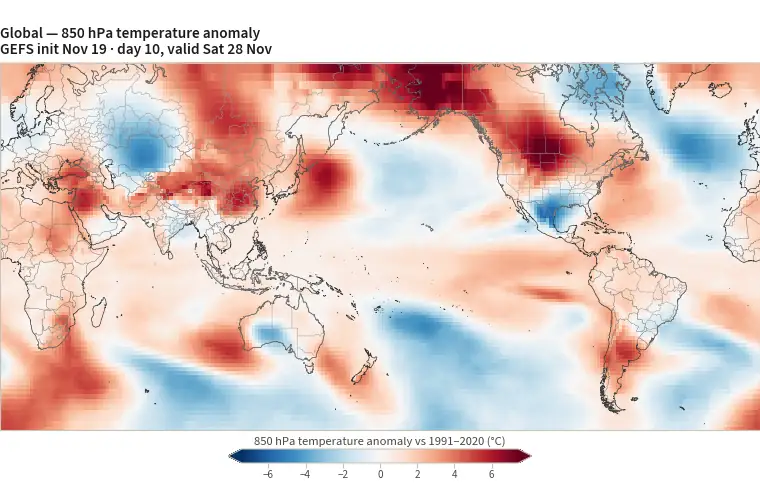 Global — 850 hPa temperature anomaly
GEFS init Nov 19 · day 10, valid Sat 28 Nov
850 hPa temperature anomaly vs 1991–2020 (°C)
−6 −4 −2 0 2 4 6